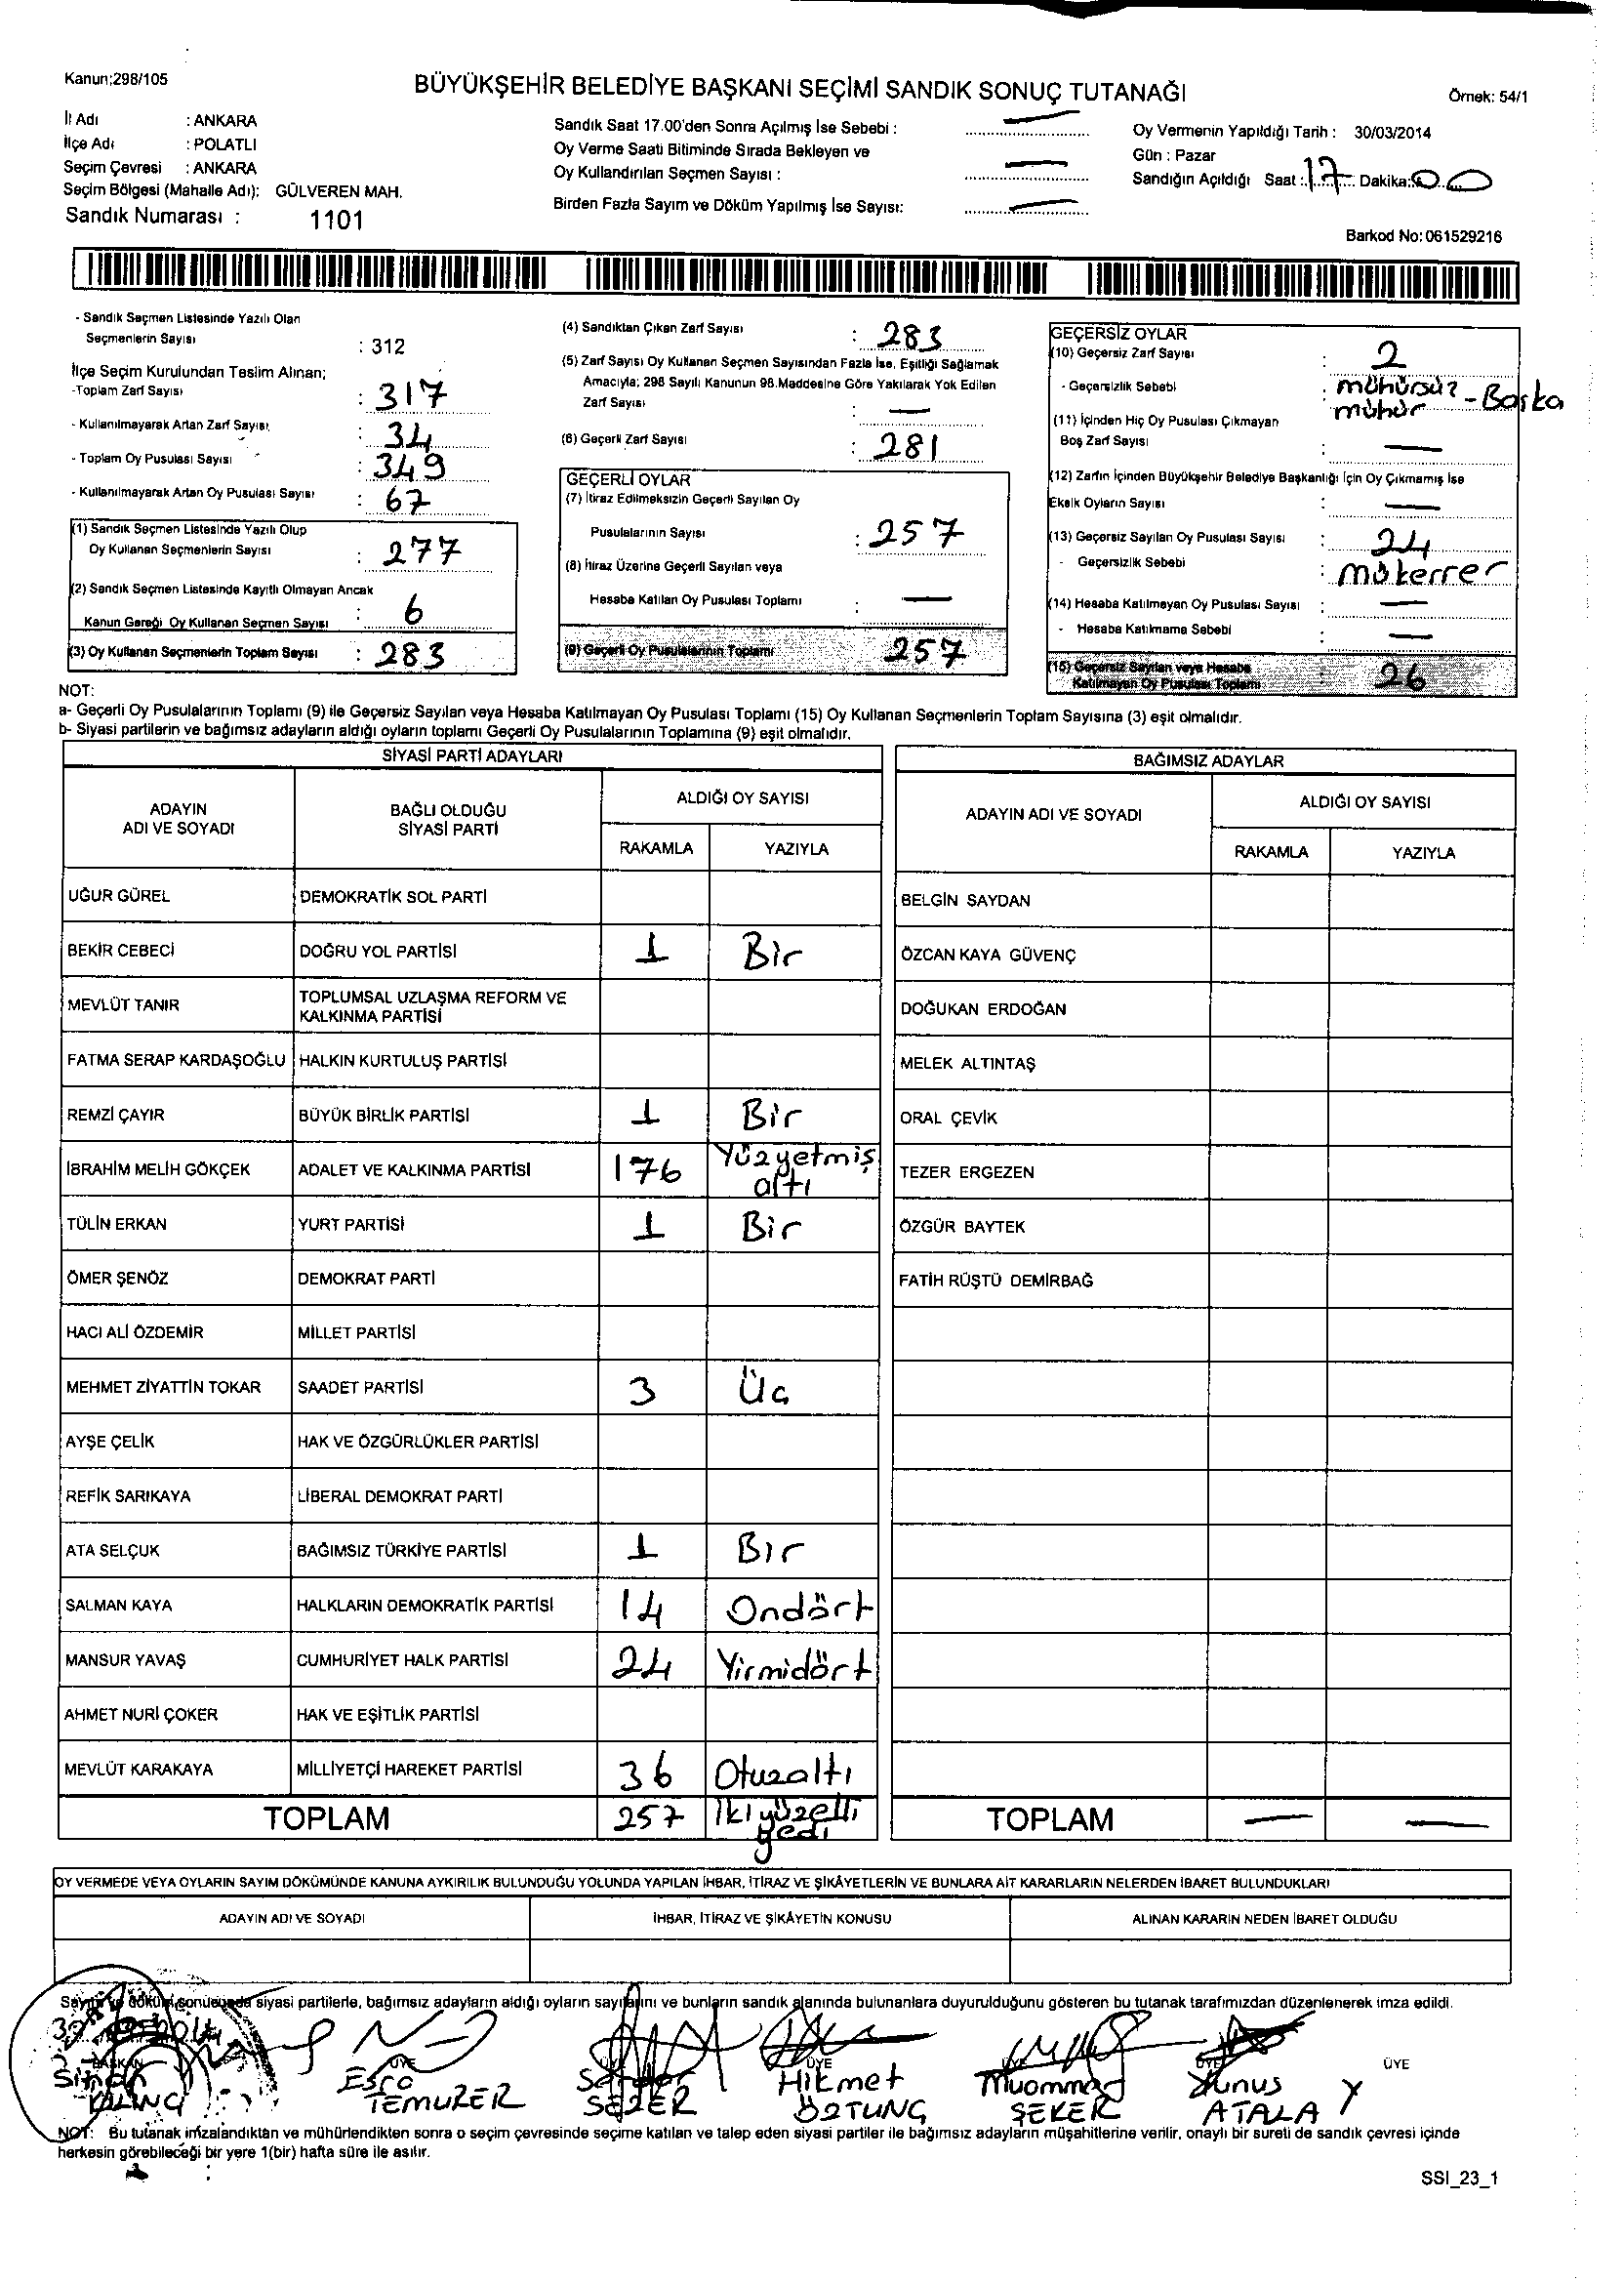 Kanun;298/105
BÜYÜKŞEHİR BELEDİYE BAŞKANI SEÇİMİ SANDIK SONUÇ TUTANAĞI
Örnek: 54/1
İl Adı : ANKARA
İlçe Adı : POLATLI
Seçim Çevresi : ANKARA
Seçim Bölgesi (Mahalle Adı): GÜLVEREN MAH.
Sandık Numarası : 1101
Sandık Saat 17.00'den Sonra Açılmış İse Sebebi : —
Oy Verme Saati Bitiminde Sırada Bekleyen ve
Oy Kullandırılan Seçmen Sayısı : —
Birden Fazla Sayım ve Döküm Yapılmış İse Sayısı: —
Oy Vermenin Yapıldığı Tarih : 30/03/2014
Gün : Pazar
Sandığın Açıldığı Saat : 17 Dakika: 00
Barkod No: 061529216
- Sandık Seçmen Listesinde Yazılı Olan
Seçmenlerin Sayısı : 312
İlçe Seçim Kurulundan Teslim Alınan;
-Toplam Zarf Sayısı : 317
- Kullanılmayarak Artan Zarf Sayısı : 34
- Toplam Oy Pusulası Sayısı : 349
- Kullanılmayarak Artan Oy Pusulası Sayısı : 67
(1) Sandık Seçmen Listesinde Yazılı Olup
Oy Kullanan Seçmenlerin Sayısı : 277
(2) Sandık Seçmen Listesinde Kayıtlı Olmayan Ancak
Kanun Gereği Oy Kullanan Seçmen Sayısı : 6
(3) Oy Kullanan Seçmenlerin Toplam Sayısı : 283
(4) Sandıktan Çıkan Zarf Sayısı : 283
(5) Zarf Sayısı Oy Kullanan Seçmen Sayısından Fazla İse, Eşitliği Sağlamak
Amacıyla; 298 Sayılı Kanunun 98.Maddesine Göre Yakılarak Yok Edilen
Zarf Sayısı : —
(6) Geçerli Zarf Sayısı : 281
GEÇERLİ OYLAR
(7) İtiraz Edilmeksizin Geçerli Sayılan Oy
Pusulalarının Sayısı : 257
(8) İtiraz Üzerine Geçerli Sayılan veya
Hesaba Katılan Oy Pusulası Toplamı : —
(9) Geçerli Oy Pusulalarının Toplamı 257
GEÇERSİZ OYLAR
(10) Geçersiz Zarf Sayısı : 2
- Geçersizlik Sebebi : mühürsüz - Başka
mühür
(11) İçinden Hiç Oy Pusulası Çıkmayan
Boş Zarf Sayısı : —
(12) Zarfın İçinden Büyükşehir Belediye Başkanlığı İçin Oy Çıkmamış İse
Eksik Oyların Sayısı : —
(13) Geçersiz Sayılan Oy Pusulası Sayısı : 24
- Geçersizlik Sebebi : mükerrer
(14) Hesaba Katılmayan Oy Pusulası Sayısı : —
- Hesaba Katılmama Sebebi : —
(15) Geçersiz Sayılan veya Hesaba
Katılmayan Oy Pusulası Toplamı : 26
NOT:
a- Geçerli Oy Pusulalarının Toplamı (9) ile Geçersiz Sayılan veya Hesaba Katılmayan Oy Pusulası Toplamı (15) Oy Kullanan Seçmenlerin Toplam Sayısına (3) eşit olmalıdır.
b- Siyasi partilerin ve bağımsız adayların aldığı oyların toplamı Geçerli Oy Pusulalarının Toplamına (9) eşit olmalıdır.
SİYASİ PARTİ ADAYLARI
ADAYIN ADI VE SOYADI BAĞLI OLDUĞU SİYASİ PARTİ ALDIĞI OY SAYISI
RAKAMLA YAZIYLA
UĞUR GÜREL DEMOKRATİK SOL PARTİ
BEKİR CEBECİ DOĞRU YOL PARTİSİ 1 Bir
MEVLÜT TANIR TOPLUMSAL UZLAŞMA REFORM VE KALKINMA PARTİSİ
FATMA SERAP KARDAŞOĞLU HALKIN KURTULUŞ PARTİSİ
REMZİ ÇAYIR BÜYÜK BİRLİK PARTİSİ 1 Bir
İBRAHİM MELİH GÖKÇEK ADALET VE KALKINMA PARTİSİ 176 Yüzyetmiş altı
TÜLİN ERKAN YURT PARTİSİ 1 Bir
ÖMER ŞENÖZ DEMOKRAT PARTİ
HACI ALİ ÖZDEMİR MİLLET PARTİSİ
MEHMET ZİYATTİN TOKAR SAADET PARTİSİ 3 Üç
AYŞE ÇELİK HAK VE ÖZGÜRLÜKLER PARTİSİ
REFİK SARIKAYA LİBERAL DEMOKRAT PARTİ
ATA SELÇUK BAĞIMSIZ TÜRKİYE PARTİSİ 1 Bir
SALMAN KAYA HALKLARIN DEMOKRATİK PARTİSİ 14 Ondört
MANSUR YAVAŞ CUMHURİYET HALK PARTİSİ 24 Yirmidört
AHMET NURİ ÇOKER HAK VE EŞİTLİK PARTİSİ
MEVLÜT KARAKAYA MİLLİYETÇİ HAREKET PARTİSİ 36 Otuzaltı
TOPLAM 257 İkiyüzelli yedi
BAĞIMSIZ ADAYLAR
ADAYIN ADI VE SOYADI ALDIĞI OY SAYISI
RAKAMLA YAZIYLA
BELGİN SAYDAN
ÖZCAN KAYA GÜVENÇ
DOĞUKAN ERDOĞAN
MELEK ALTINTAŞ
ORAL ÇEVİK
TEZER ERGEZEN
ÖZGÜR BAYTEK
FATİH RÜŞTÜ DEMİRBAĞ
TOPLAM — —
OY VERMEDE VEYA OYLARIN SAYIM DÖKÜMÜNDE KANUNA AYKIRILIK BULUNDUĞU YOLUNDA YAPILAN İHBAR, İTİRAZ VE ŞİKÂYETLERİN VE BUNLARA AİT KARARLARIN NELERDEN İBARET BULUNDUKLARI
ADAYIN ADI VE SOYADI İHBAR, İTİRAZ VE ŞİKÂYETİN KONUSU ALINAN KARARIN NEDEN İBARET OLDUĞU
Sayım ve döküm sonucunda siyasi partilerle, bağımsız adayların aldığı oyların sayılarını ve bunların sandık alanında bulunanlara duyurulduğunu gösteren bu tutanak tarafımızdan düzenlenerek imza edildi.
BAŞKAN ÜYE ÜYE ÜYE ÜYE ÜYE ÜYE
Sinan Esra Hikmet Muammer Yunus
TEMURER SEZER ÖZTUNÇ ŞEKER ATALAY
NOT: Bu tutanak imzalandıktan ve mühürlendikten sonra o seçim çevresinde seçime katılan ve talep eden siyasi partiler ile bağımsız adayların müşahitlerine verilir, onaylı bir sureti de sandık çevresi içinde
herkesin görebileceği bir yere 1(bir) hafta süre ile asılır.
SSI_23_1